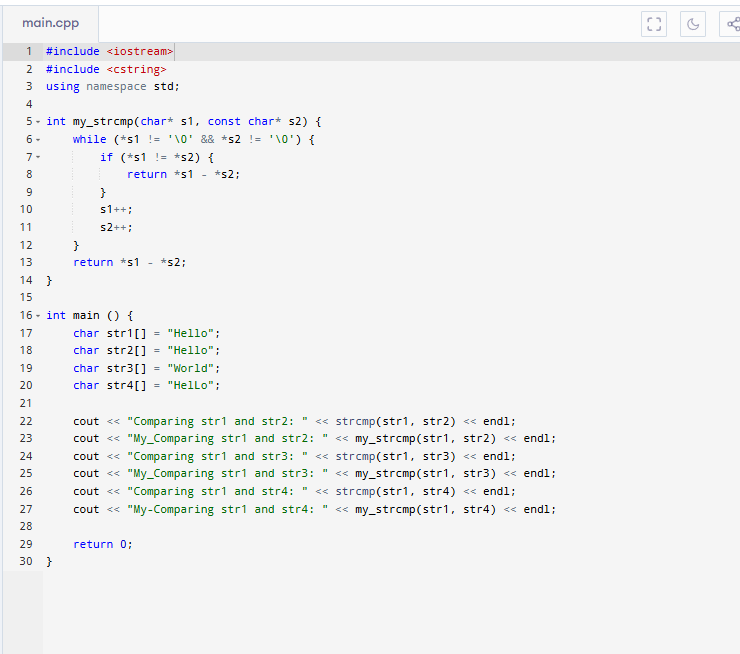 main.cpp
1 #include <iostream>
2 #include <cstring>
3 using namespace std;
4
5 int my_strcmp(char* s1, const char* s2) {
6     while (*s1 != '\0' && *s2 != '\0') {
7         if (*s1 != *s2) {
8             return *s1 - *s2;
9         }
10         s1++;
11         s2++;
12     }
13     return *s1 - *s2;
14 }
15
16 int main () {
17     char str1[] = "Hello";
18     char str2[] = "Hello";
19     char str3[] = "World";
20     char str4[] = "HelLo";
21
22     cout << "Comparing str1 and str2: " << strcmp(str1, str2) << endl;
23     cout << "My_Comparing str1 and str2: " << my_strcmp(str1, str2) << endl;
24     cout << "Comparing str1 and str3: " << strcmp(str1, str3) << endl;
25     cout << "My_Comparing str1 and str3: " << my_strcmp(str1, str3) << endl;
26     cout << "Comparing str1 and str4: " << strcmp(str1, str4) << endl;
27     cout << "My-Comparing str1 and str4: " << my_strcmp(str1, str4) << endl;
28
29     return 0;
30 }